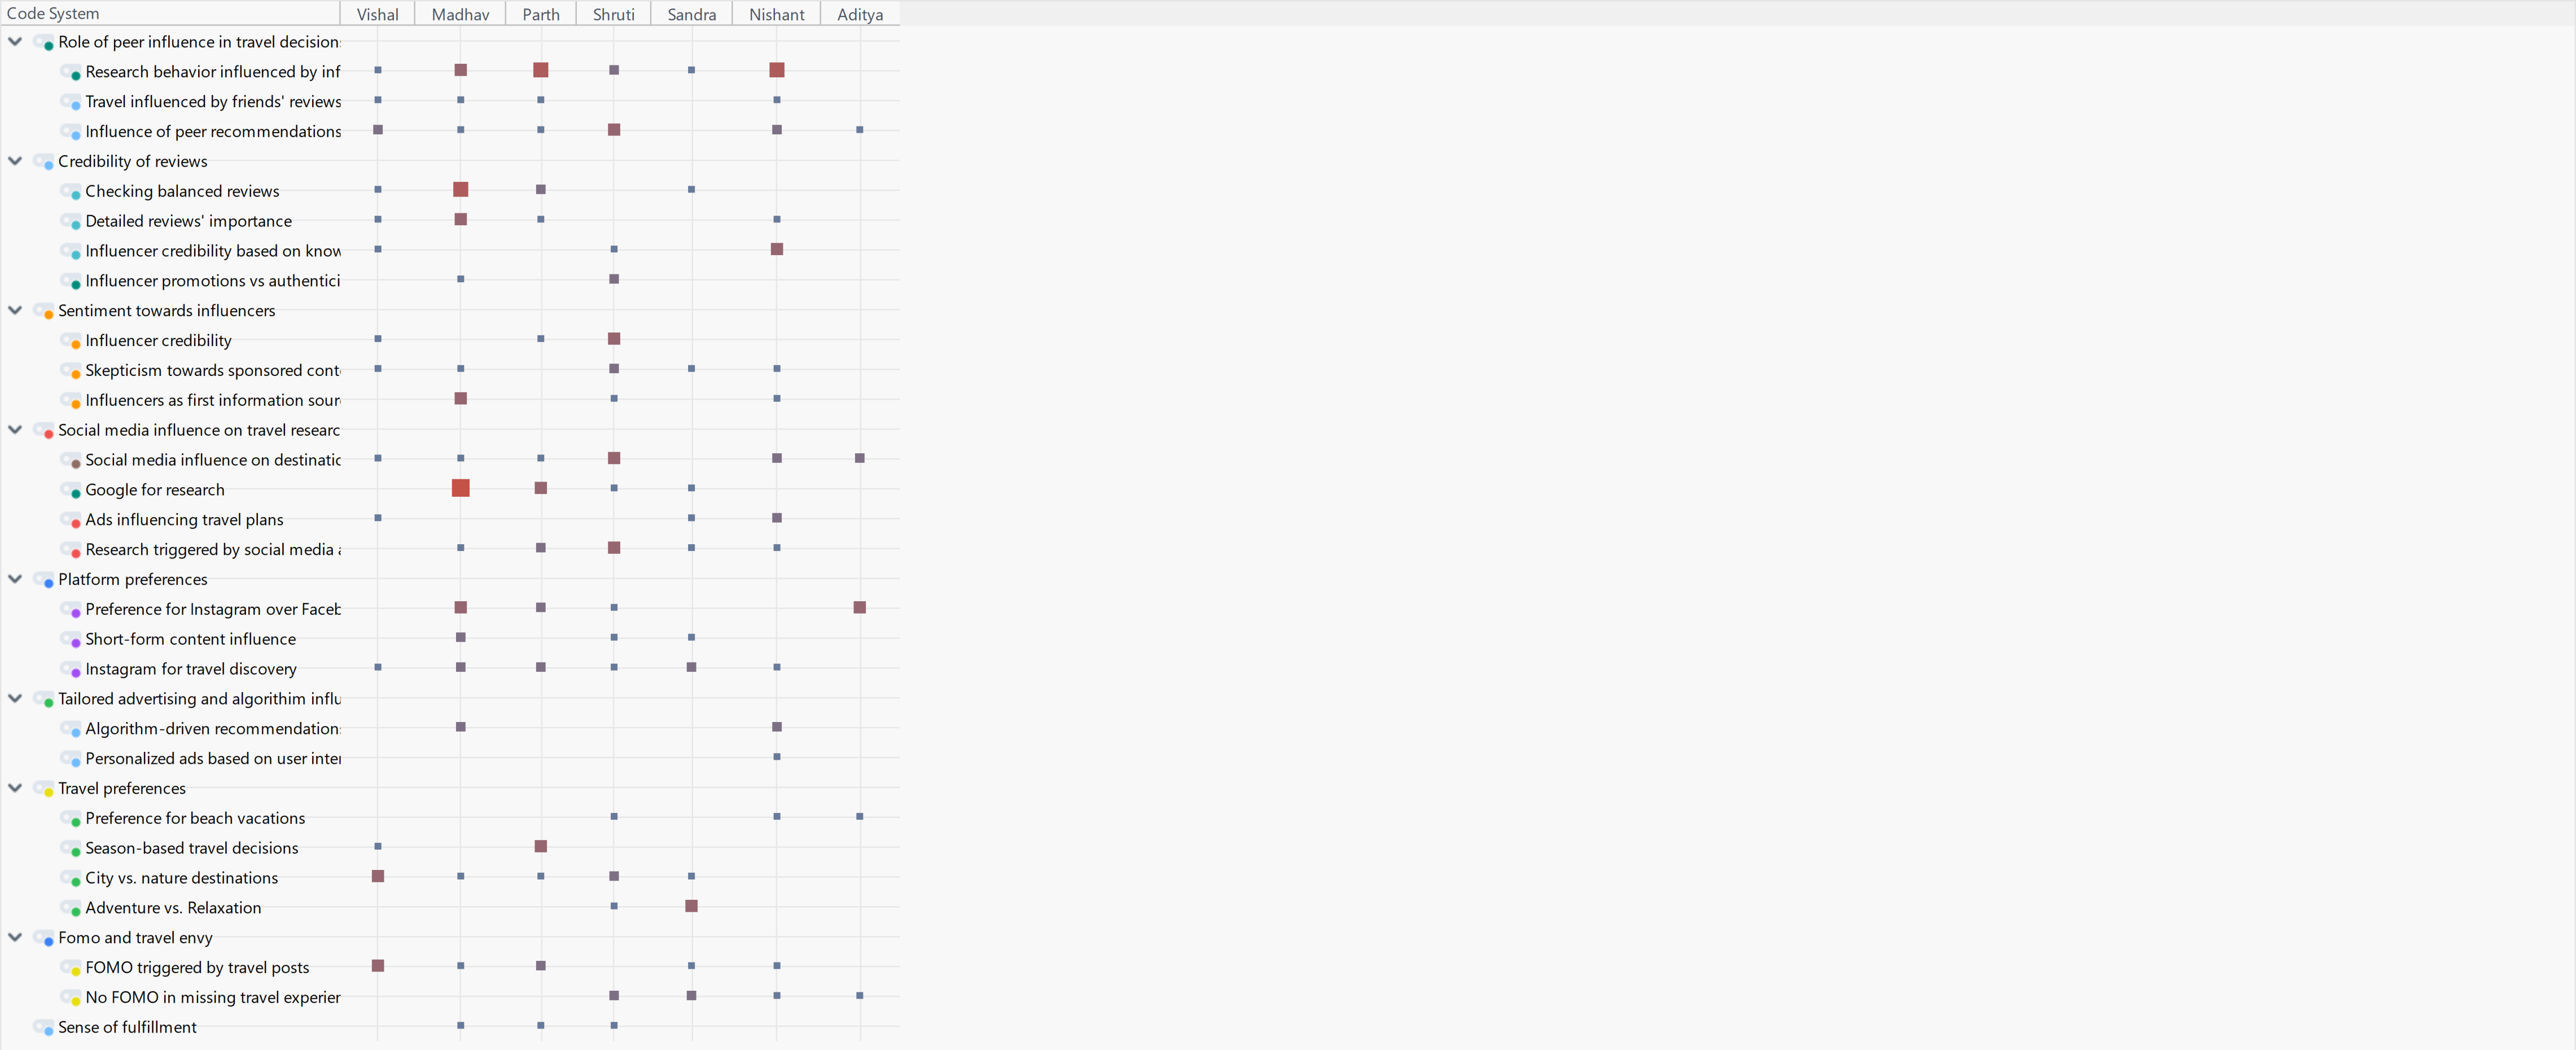 Code System Vishal Madhav Parth Shruti Sandra Nishant Aditya
Role of peer influence in travel decision
Research behavior influenced by inf
Travel influenced by friends' reviews
Influence of peer recommendations
Credibility of reviews
Checking balanced reviews
Detailed reviews' importance
Influencer credibility based on know
Influencer promotions vs authentici
Sentiment towards influencers
Influencer credibility
Skepticism towards sponsored cont
Influencers as first information sour
Social media influence on travel researc
Social media influence on destinatic
Google for research
Ads influencing travel plans
Research triggered by social media a
Platform preferences
Preference for Instagram over Faceb
Short-form content influence
Instagram for travel discovery
Tailored advertising and algorithim influ
Algorithm-driven recommendation
Personalized ads based on user inter
Travel preferences
Preference for beach vacations
Season-based travel decisions
City vs. nature destinations
Adventure vs. Relaxation
Fomo and travel envy
FOMO triggered by travel posts
No FOMO in missing travel experier
Sense of fulfillment